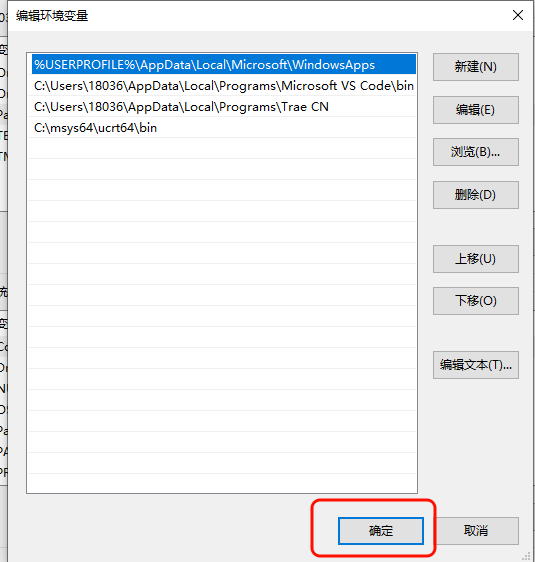 编辑环境变量
%USERPROFILE%\AppData\Local\Microsoft\WindowsApps
C:\Users\18036\AppData\Local\Programs\Microsoft VS Code\bin
C:\Users\18036\AppData\Local\Programs\Trae CN
C:\msys64\ucrt64\bin
新建(N)
编辑(E)
浏览(B)...
删除(D)
上移(U)
下移(O)
编辑文本(T)...
确定
取消